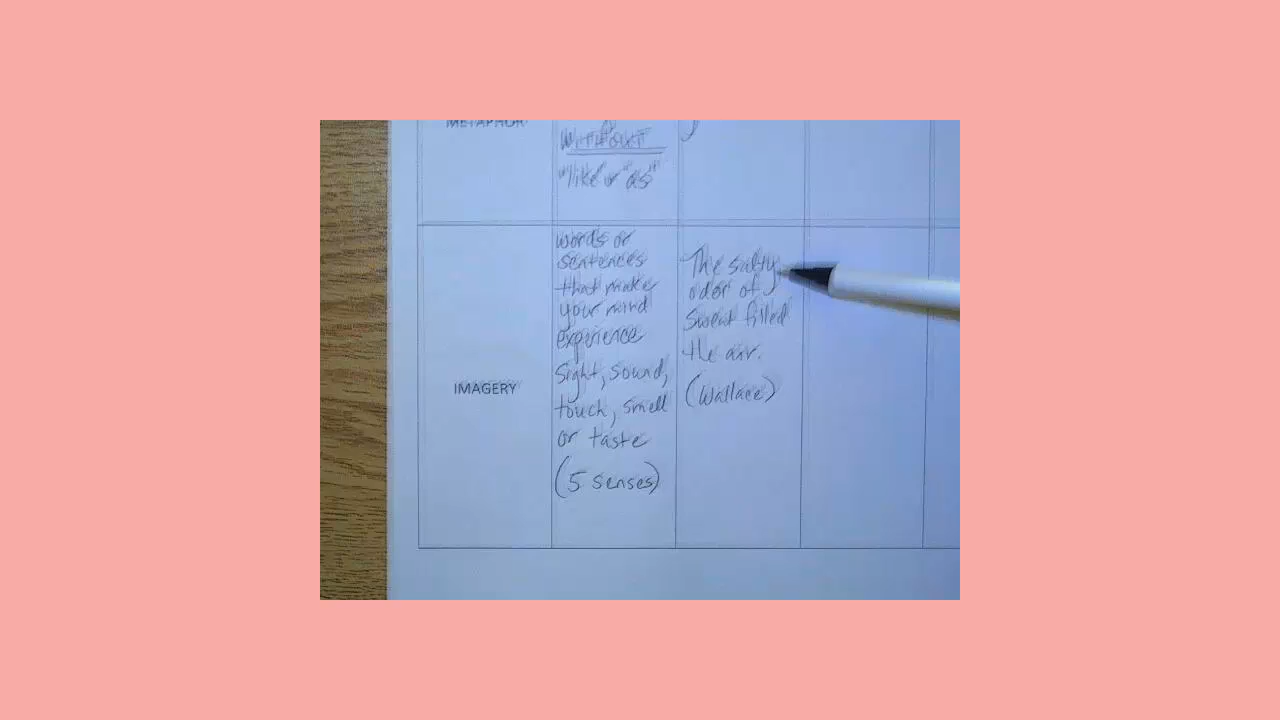 METAPHOR
without
"like" or "as"
IMAGERY
words or
sentences
that make
your mind
experience
sight, sound,
touch, smell
or taste
(5 senses)
The salty
odor of
sweat filled
the air.
(Wallace)